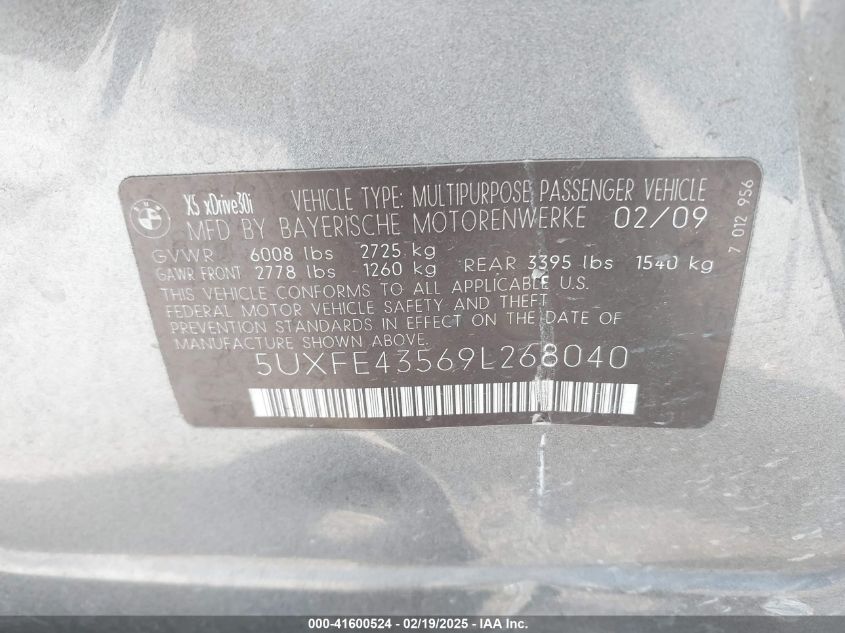 BMW
X5 xDrive30i VEHICLE TYPE: MULTIPURPOSE PASSENGER VEHICLE
MFD BY BAYERISCHE MOTORENWERKE 02/09
GVWR 6008 lbs 2725 kg
GAWR FRONT 2778 lbs 1260 kg REAR 3395 lbs 1540 kg
THIS VEHICLE CONFORMS TO ALL APPLICABLE U.S.
FEDERAL MOTOR VEHICLE SAFETY AND THEFT
PREVENTION STANDARDS IN EFFECT ON THE DATE OF
MANUFACTURE SHOWN ABOVE.
5UXFE43569L268040
7 012 956
000-41600524 - 02/19/2025 - IAA Inc.